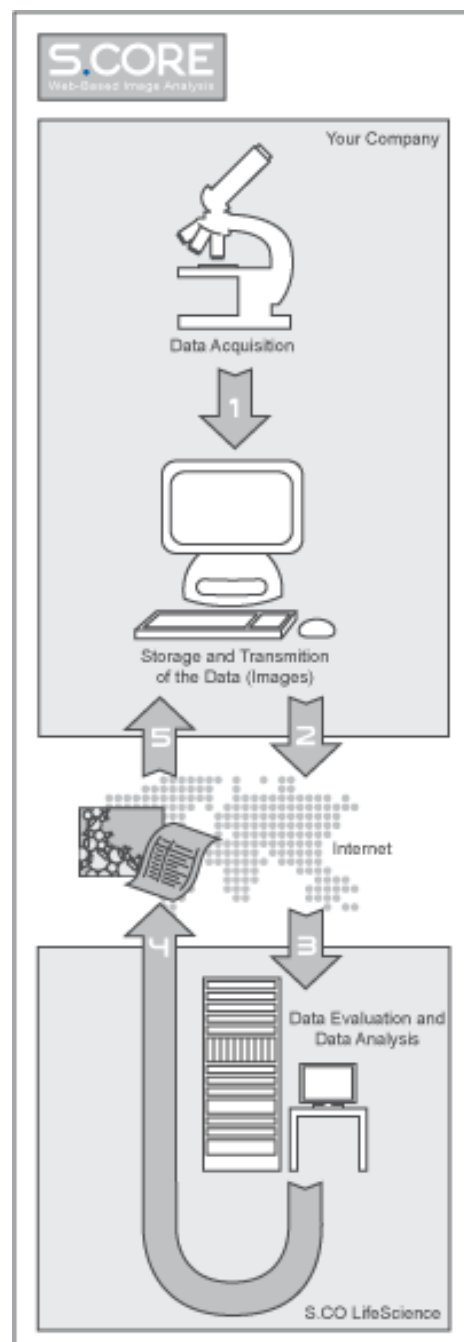 S.CORE
Web-Based Image Analysis
Your Company
Data Acquisition
1
Storage and Transmition
of the Data (Images)
5
2
Internet
4
3
Data Evaluation and
Data Analysis
S.CO LifeScience